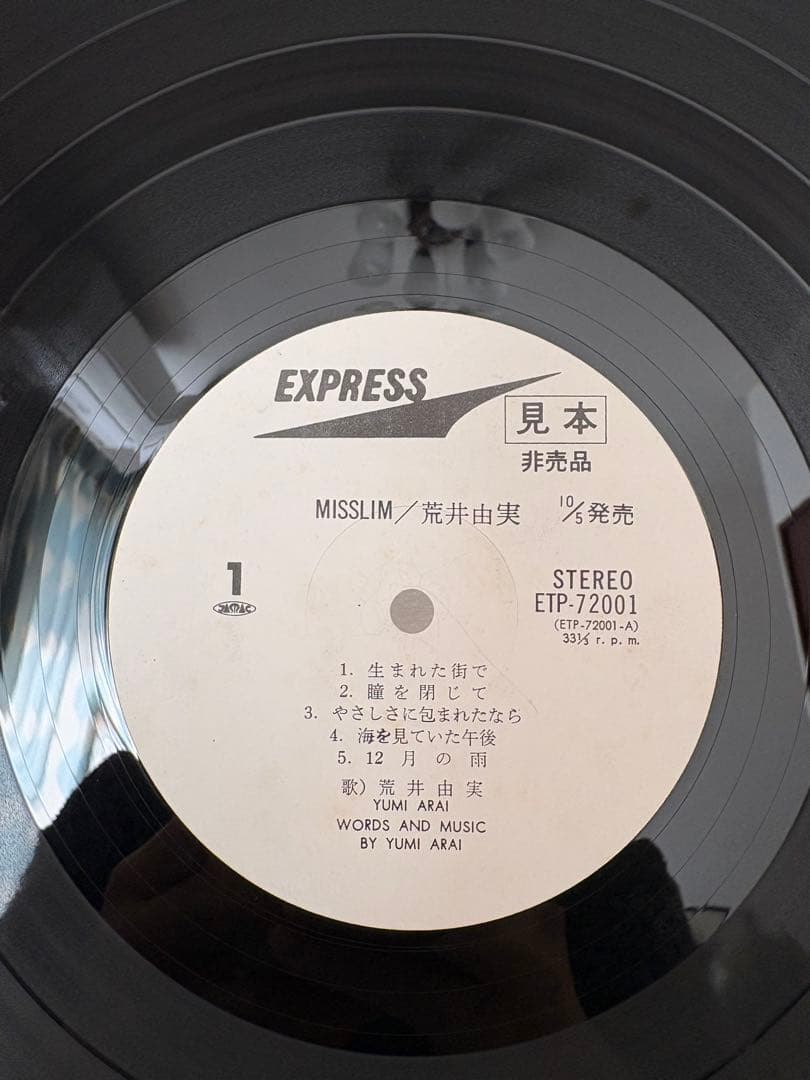 EXPRESS
見本
非売品
MISSLIM/荒井由実 10/5発売
1
JASRAC
STEREO
ETP-72001
(ETP-72001-A)
33⅓ r. p. m.
1. 生まれた街で
2. 瞳を閉じて
3. やさしさに包まれたなら
4. 海を見ていた午後
5. 12月の雨
歌) 荒井由実
YUMI ARAI
WORDS AND MUSIC
BY YUMI ARAI